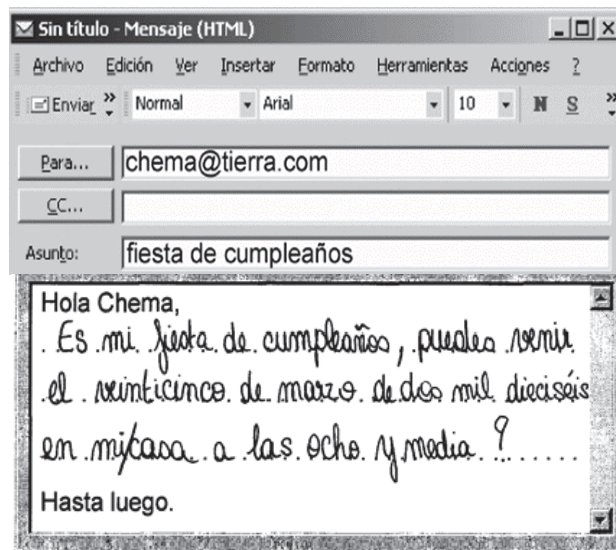 Sin título - Mensaje (HTML)
Archivo Edición Ver Insertar Formato Herramientas Acciones ?
Enviar » Normal Arial 10 N S »
Para... chema@tierra.com
CC...
Asunto: fiesta de cumpleaños
Hola Chema,
. Es mi fiesta de cumpleaños, puedes venir
el veinticinco de marzo de dos mil dieciséis
en mi/casa a las ocho y media ? ......
Hasta luego.